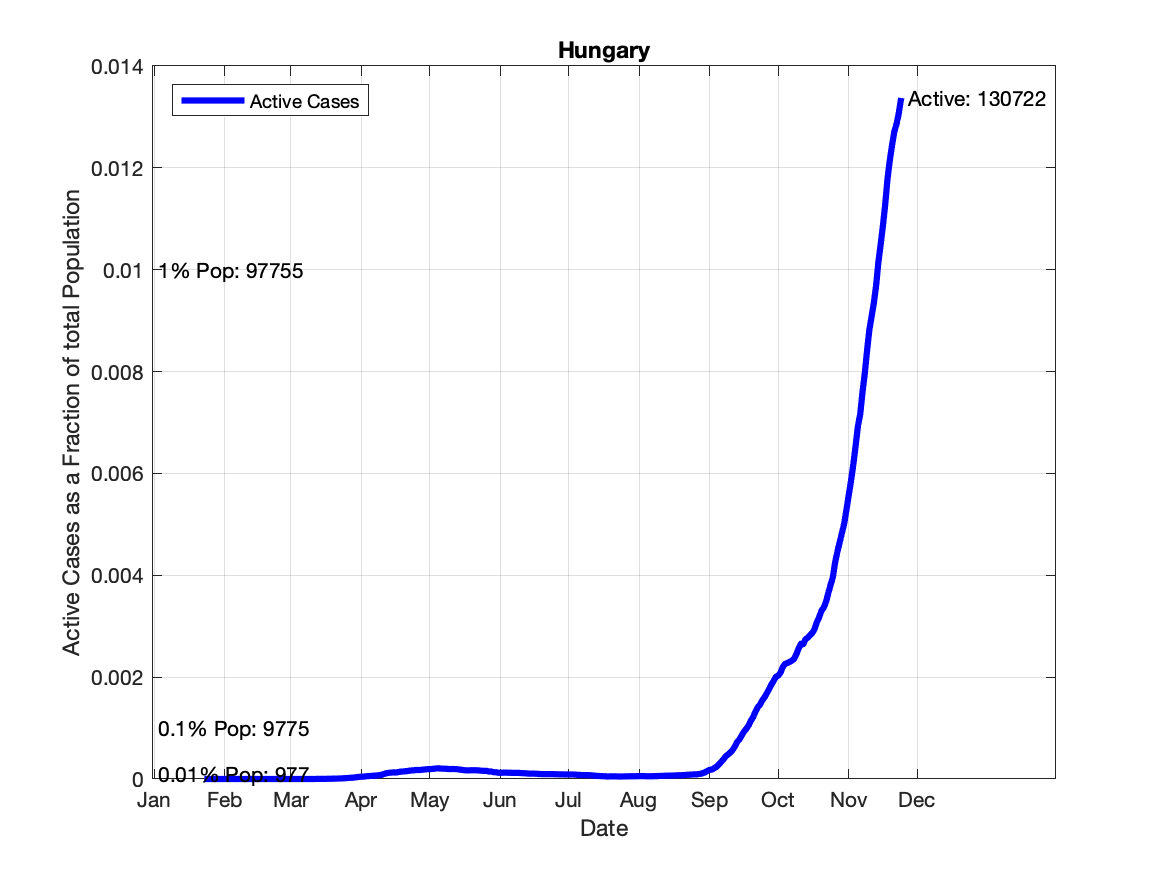 Hungary
0.014
Active Cases
Active: 130722
0.012
0.01
1% Pop: 97755
0.008
0.006
0.004
0.002
0.1% Pop: 9775
0.01% Pop: 977
0
Jan Feb Mar Apr May Jun Jul Aug Sep Oct Nov Dec
Date
Active Cases as a Fraction of total Population